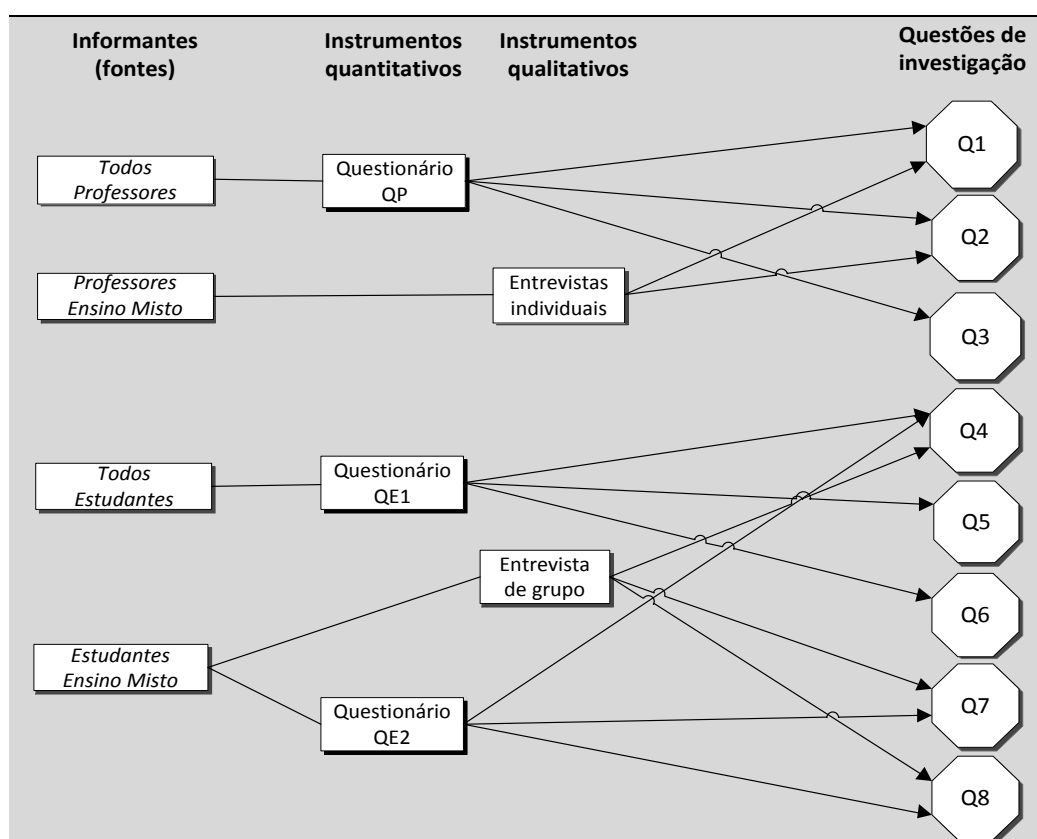 Informantes
(fontes)
Instrumentos
quantitativos
Instrumentos
qualitativos
Questões de
investigação
Todos
Professores
Questionário
QP
Q1
Q2
Professores
Ensino Misto
Entrevistas
individuais
Q3
Q4
Todos
Estudantes
Questionário
QE1
Q5
Entrevista
de grupo
Q6
Estudantes
Ensino Misto
Questionário
QE2
Q7
Q8